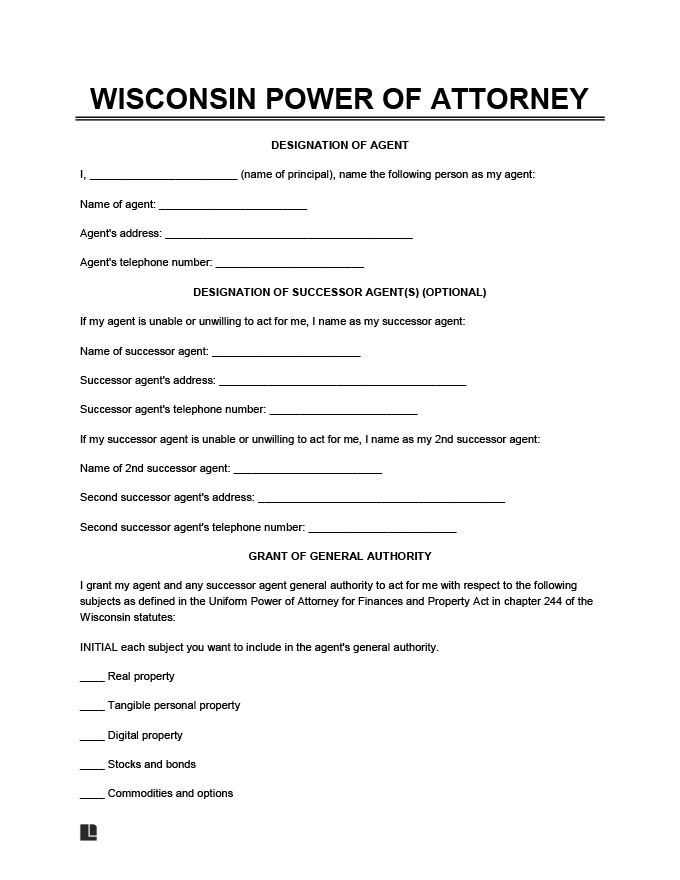 WISCONSIN POWER OF ATTORNEY
DESIGNATION OF AGENT
I, ________________________ (name of principal), name the following person as my agent:
Name of agent: ________________________
Agent's address: ________________________________________
Agent's telephone number: ________________________
DESIGNATION OF SUCCESSOR AGENT(S) (OPTIONAL)
If my agent is unable or unwilling to act for me, I name as my successor agent:
Name of successor agent: ________________________
Successor agent's address: ________________________________________
Successor agent's telephone number: ________________________
If my successor agent is unable or unwilling to act for me, I name as my 2nd successor agent:
Name of 2nd successor agent: ________________________
Second successor agent's address: ________________________________________
Second successor agent's telephone number: ________________________
GRANT OF GENERAL AUTHORITY
I grant my agent and any successor agent general authority to act for me with respect to the following
subjects as defined in the Uniform Power of Attorney for Finances and Property Act in chapter 244 of the
Wisconsin statutes:
INITIAL each subject you want to include in the agent's general authority.
____ Real property
____ Tangible personal property
____ Digital property
____ Stocks and bonds
____ Commodities and options